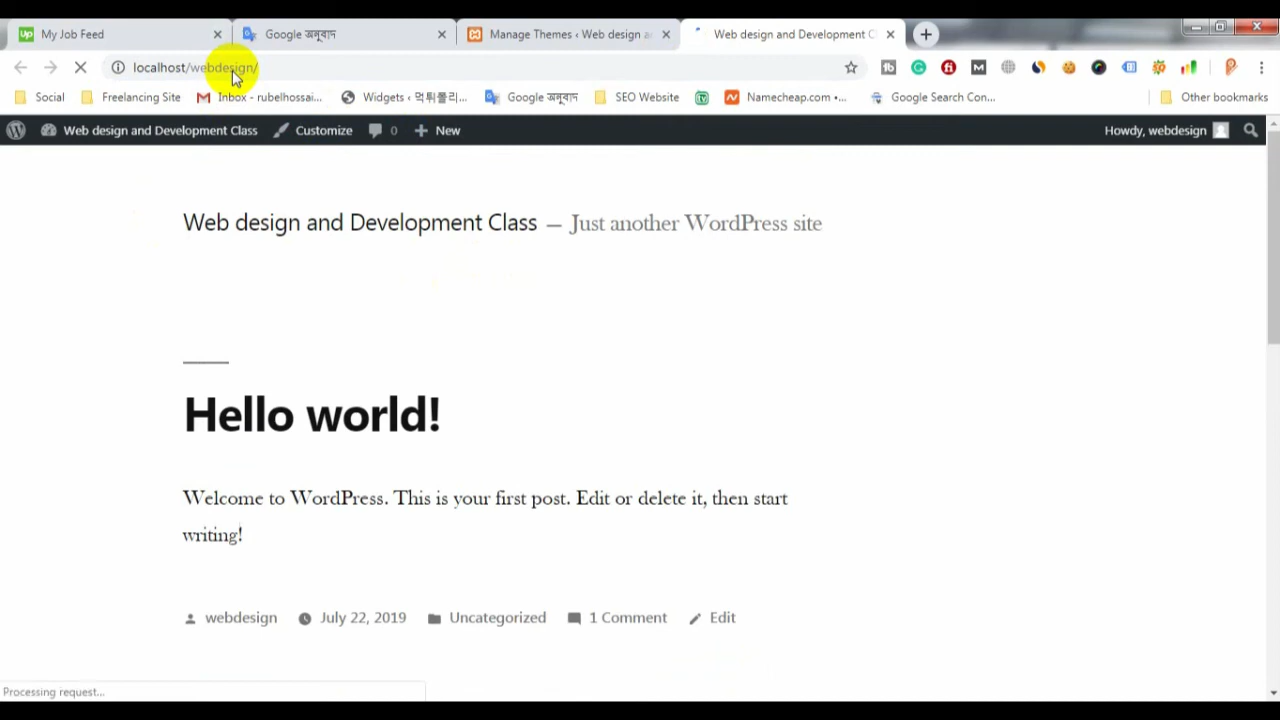 My Job Feed
Google অনুবাদ
Manage Themes ‹ Web design a
Web design and Development C
localhost/webdesign/
Social
Freelancing Site
Inbox - rubelhossai...
Widgets ‹ 먹튀폴리...
Google অনুবাদ
SEO Website
Namecheap.com •...
Google Search Con...
Other bookmarks
Web design and Development Class
Customize
0
New
Howdy, webdesign
Web design and Development Class — Just another WordPress site
Hello world!
Welcome to WordPress. This is your first post. Edit or delete it, then start
writing!
webdesign
July 22, 2019
Uncategorized
1 Comment
Edit
Processing request...